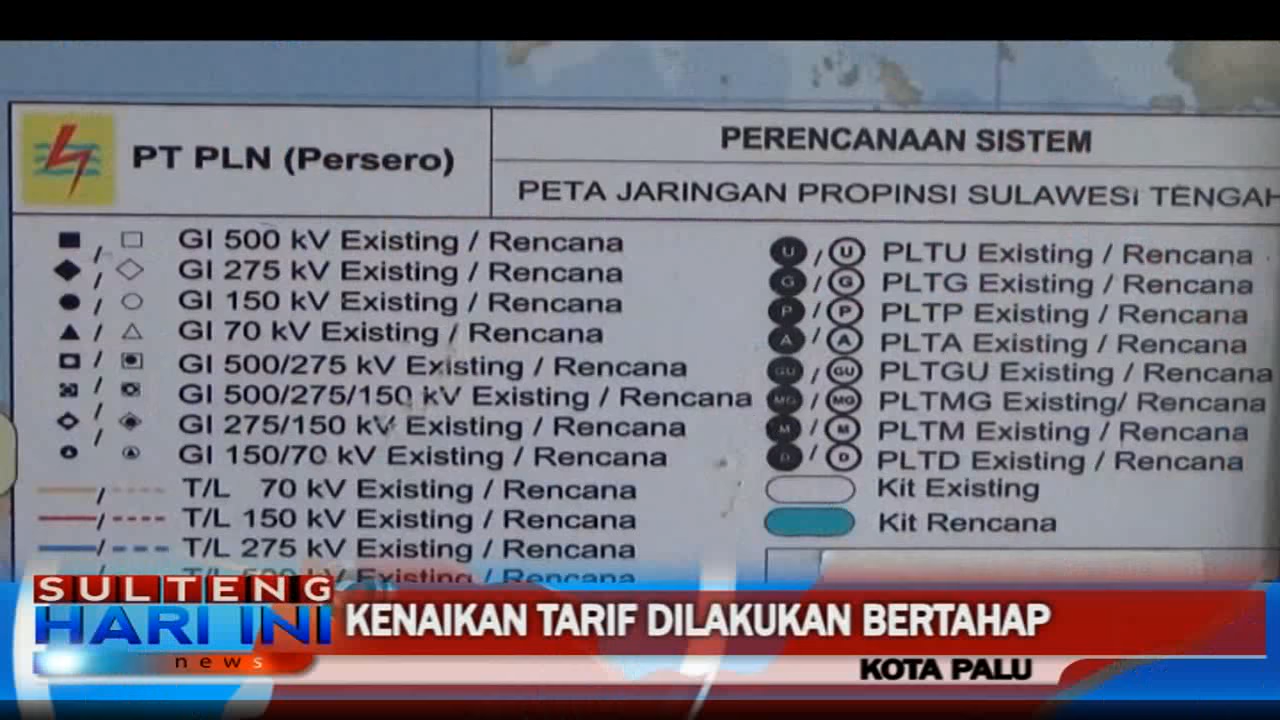 PT PLN (Persero)
PERENCANAAN SISTEM
PETA JARINGAN PROPINSI SULAWESI TENGAH
GI 500 kV Existing / Rencana
GI 275 kV Existing / Rencana
GI 150 kV Existing / Rencana
GI 70 kV Existing / Rencana
GI 500/275 kV Existing / Rencana
GI 500/275/150 kV Existing / Rencana
GI 275/150 kV Existing / Rencana
GI 150/70 kV Existing / Rencana
T/L 70 kV Existing / Rencana
T/L 150 kV Existing / Rencana
T/L 275 kV Existing / Rencana
T/L 500 kV Existing / Rencana
U / U PLTU Existing / Rencana
G / G PLTG Existing / Rencana
P / P PLTP Existing / Rencana
A / A PLTA Existing / Rencana
GU / GU PLTGU Existing / Rencana
MG / MG PLTMG Existing/ Rencana
M / M PLTM Existing / Rencana
D / D PLTD Existing / Rencana
Kit Existing
Kit Rencana
SULTENG
HARI INI
news
KENAIKAN TARIF DILAKUKAN BERTAHAP
KOTA PALU